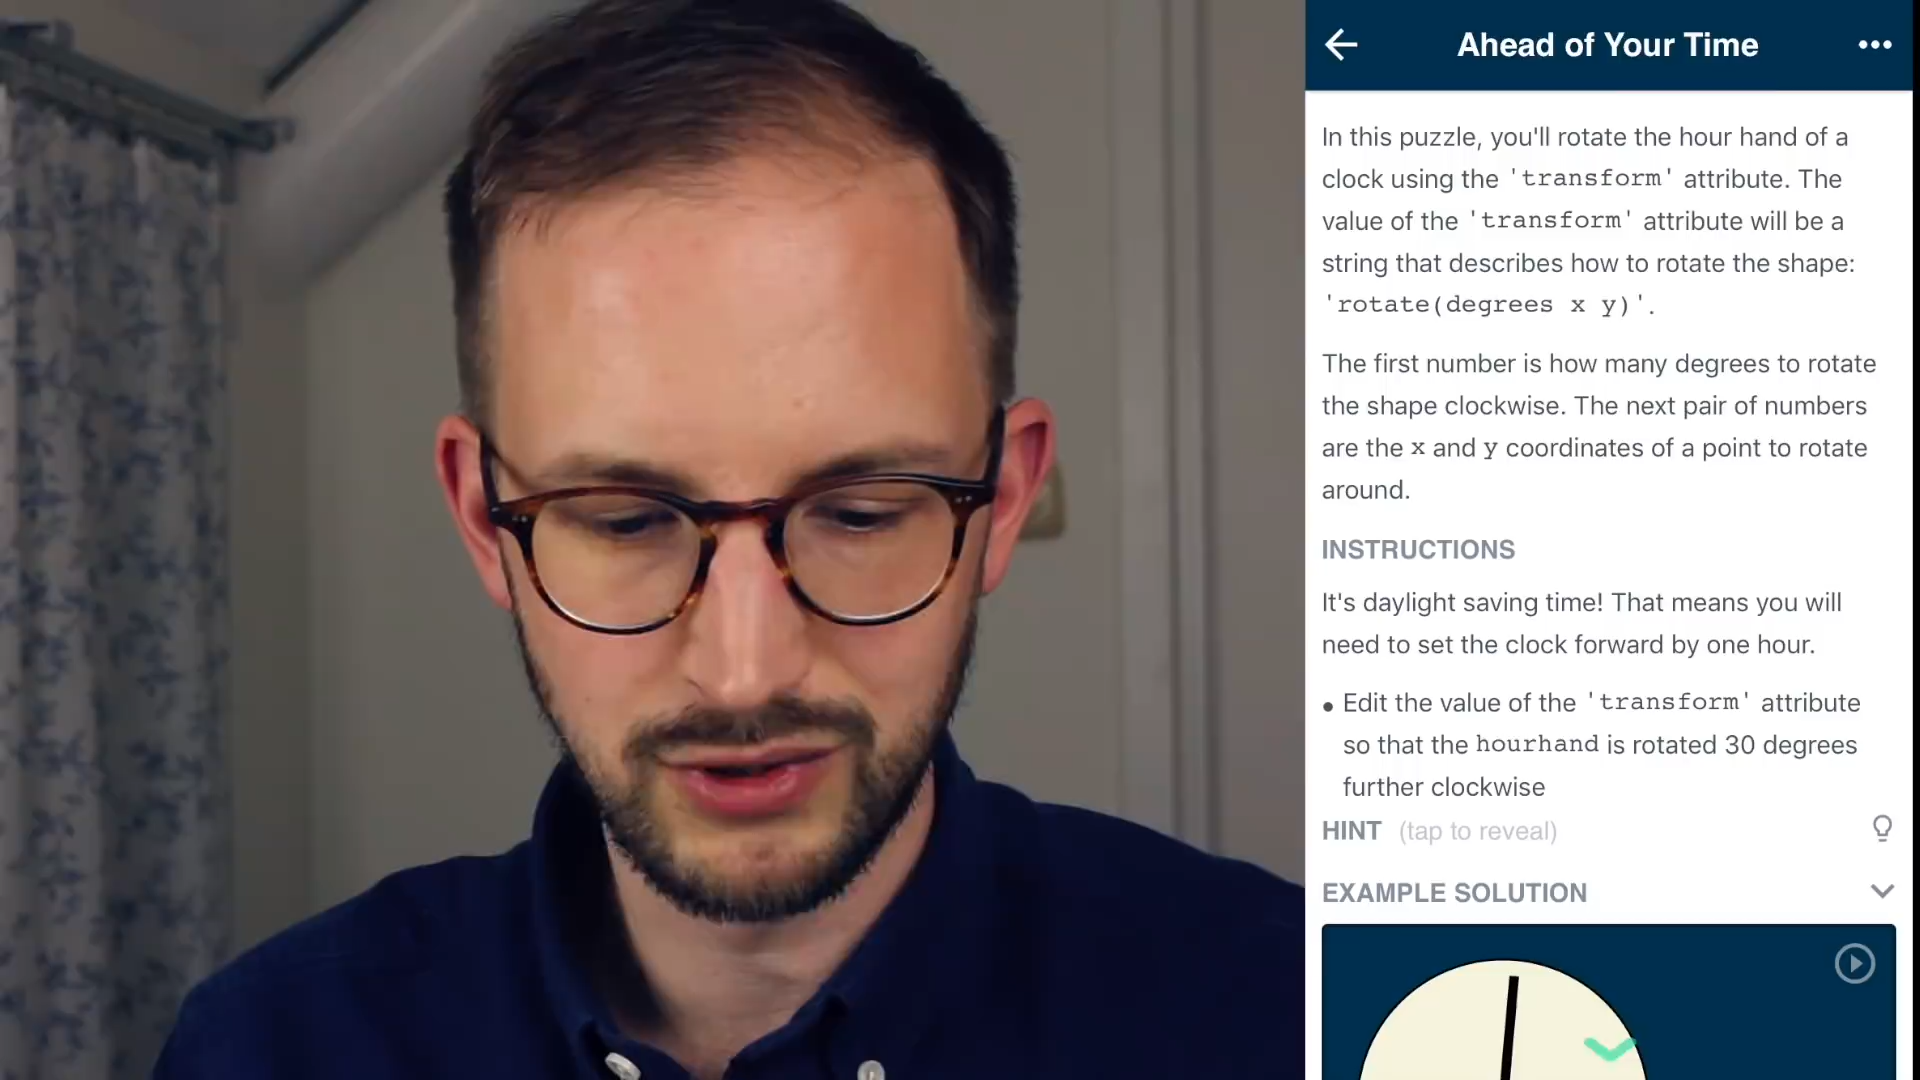 Ahead of Your Time
In this puzzle, you'll rotate the hour hand of a
clock using the 'transform' attribute. The
value of the 'transform' attribute will be a
string that describes how to rotate the shape:
'rotate(degrees x y)'.
The first number is how many degrees to rotate
the shape clockwise. The next pair of numbers
are the x and y coordinates of a point to rotate
around.
INSTRUCTIONS
It's daylight saving time! That means you will
need to set the clock forward by one hour.
• Edit the value of the 'transform' attribute
so that the hourhand is rotated 30 degrees
further clockwise
HINT (tap to reveal)
EXAMPLE SOLUTION